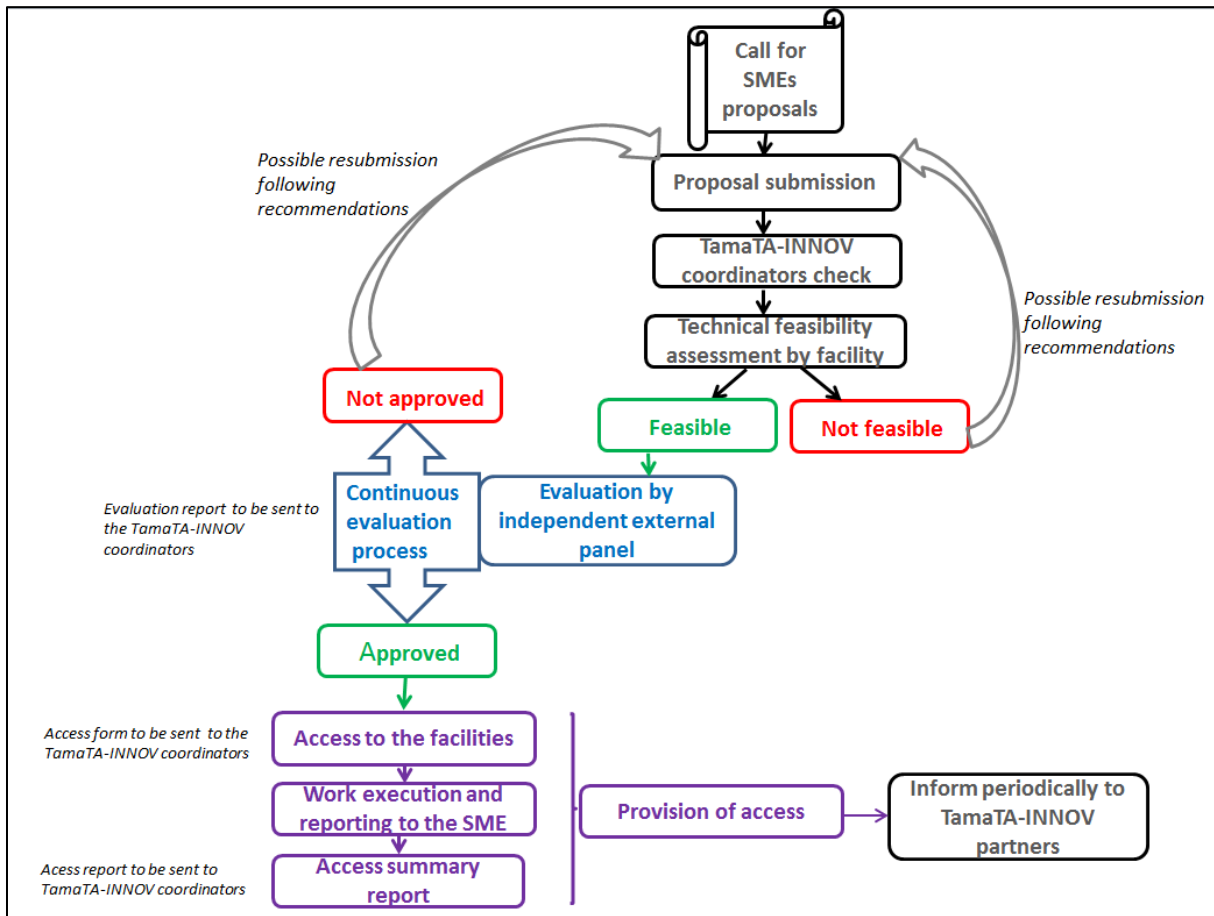 Call for
SMEs
proposals
Possible resubmission
following
recommendations
Proposal submission
TamaTA-INNOV
coordinators check
Possible resubmission
following
recommendations
Technical feasibility
assessment by facility
Not approved
Feasible
Not feasible
Evaluation report to be sent to
the TamaTA-INNOV
coordinators
Continuous
evaluation
process
Evaluation by
independent external
panel
Approved
Access form to be sent to the
TamaTA-INNOV coordinators
Access to the facilities
Work execution and
reporting to the SME
Provision of access
Inform periodically to
TamaTA-INNOV
partners
Acess report to be sent to
TamaTA-INNOV coordinators
Access summary
report